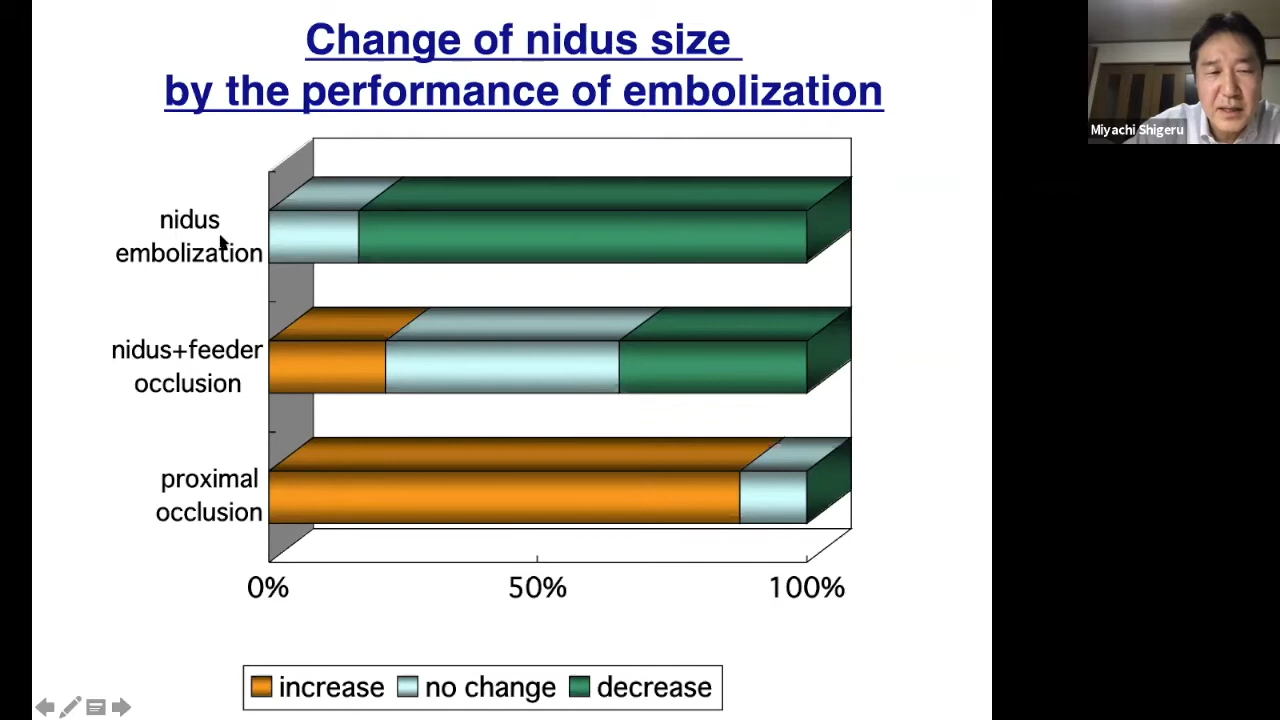 Change of nidus size
by the performance of embolization
Miyachi Shigeru
nidus
embolization
nidus+feeder
occlusion
proximal
occlusion
0% 50% 100%
increase no change decrease